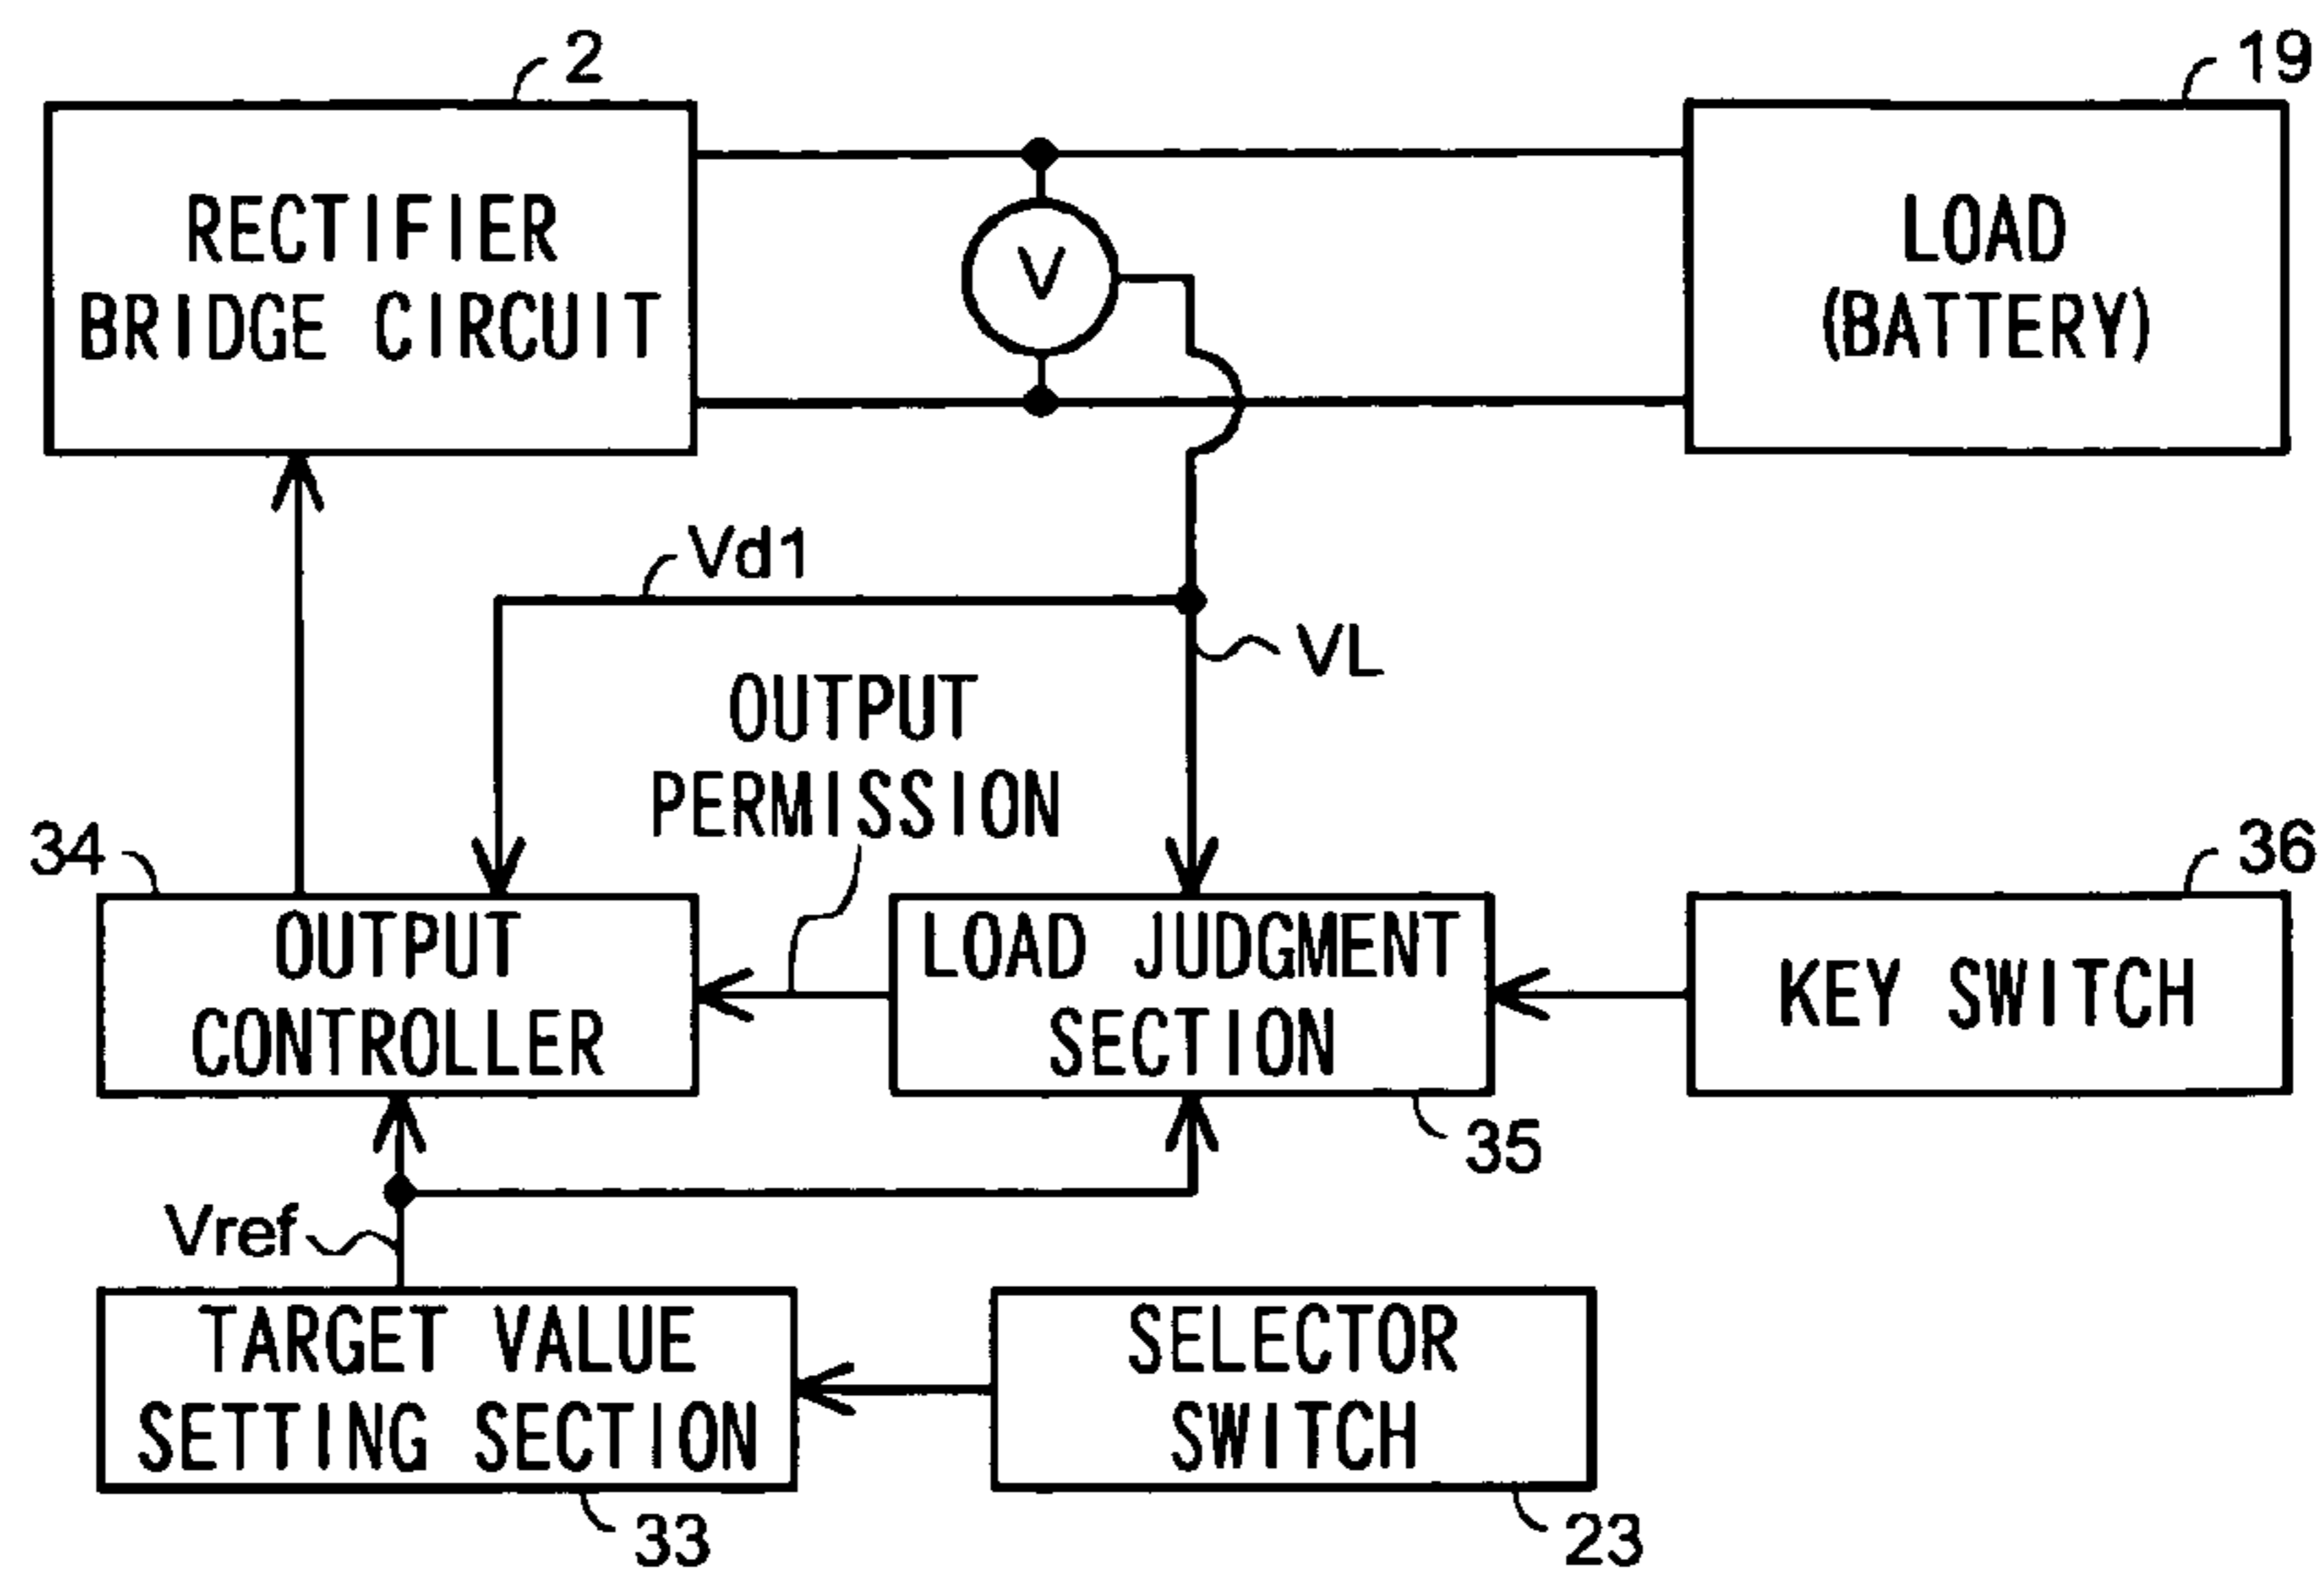 2
19
RECTIFIER
BRIDGE CIRCUIT
V
LOAD
(BATTERY)
Vd1
VL
OUTPUT
PERMISSION
34
36
OUTPUT
CONTROLLER
LOAD JUDGMENT
SECTION
KEY SWITCH
35
Vref
TARGET VALUE
SETTING SECTION
SELECTOR
SWITCH
33
23